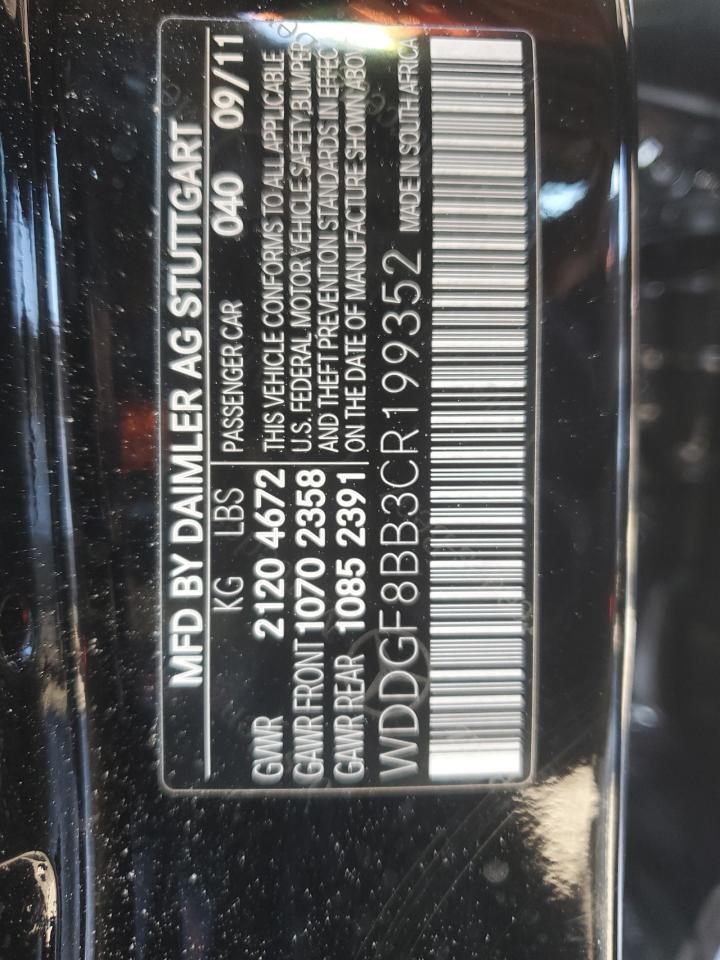 MFD BY DAIMLER AG STUTTGART
KG LBS PASSENGER CAR 040 09/11
GWR 2120 4672 THIS VEHICLE CONFORMS TO ALL APPLICABLE
GAWR FRONT 1070 2358 U.S. FEDERAL MOTOR VEHICLE SAFETY, BUMPER,
GAWR REAR 1085 2391 AND THEFT PREVENTION STANDARDS IN EFFECT
ON THE DATE OF MANUFACTURE SHOWN ABOVE
WDDGF8BB3CR199352 MADE IN SOUTH AFRICA